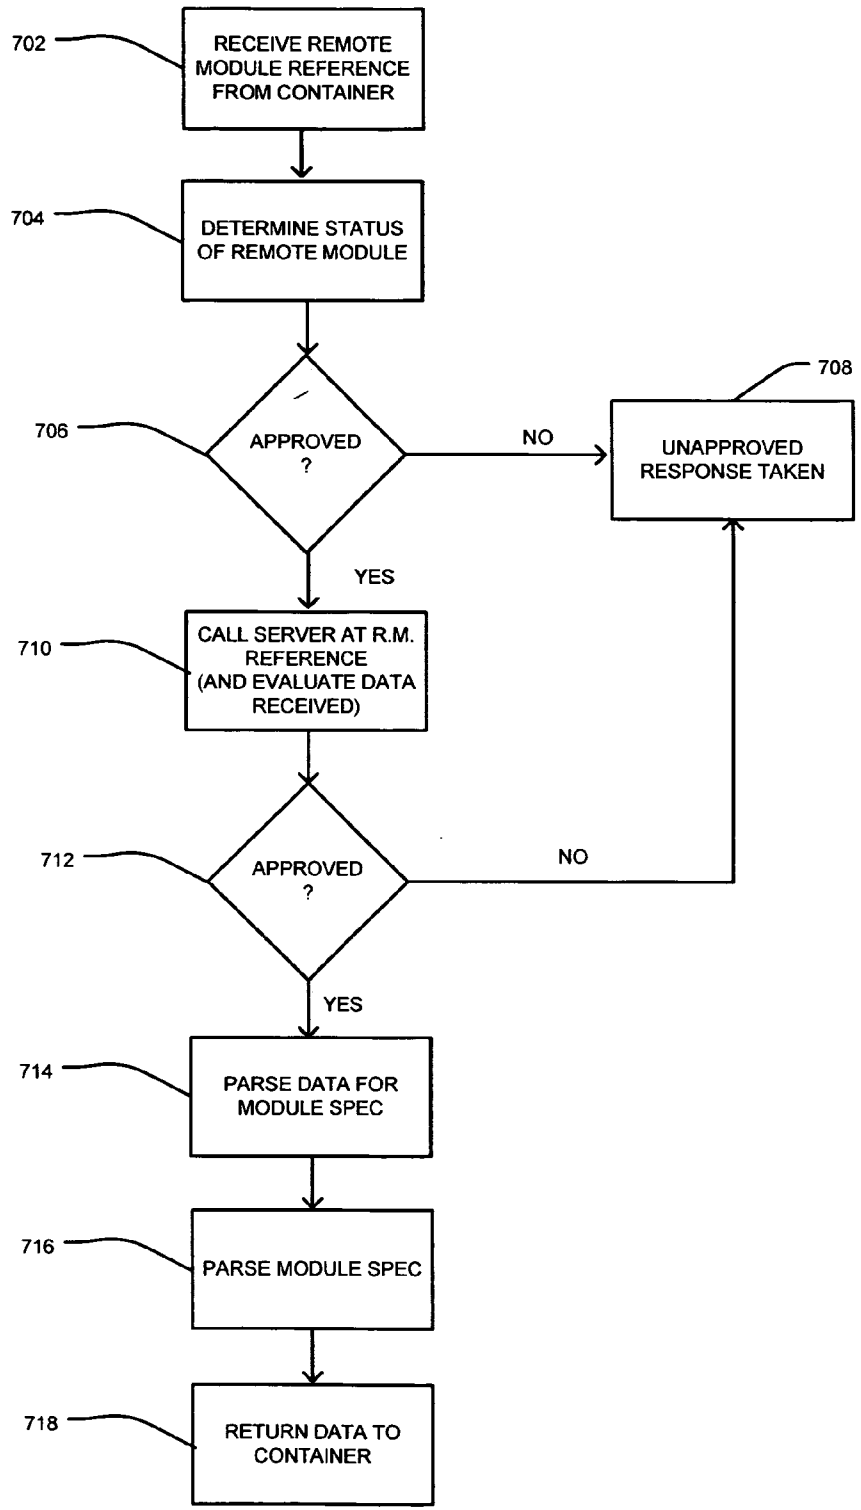 702
RECEIVE REMOTE
MODULE REFERENCE
FROM CONTAINER
704
DETERMINE STATUS
OF REMOTE MODULE
706
APPROVED
?
NO
708
UNAPPROVED
RESPONSE TAKEN
YES
710
CALL SERVER AT R.M.
REFERENCE
(AND EVALUATE DATA
RECEIVED)
712
APPROVED
?
NO
YES
714
PARSE DATA FOR
MODULE SPEC
716
PARSE MODULE SPEC
718
RETURN DATA TO
CONTAINER